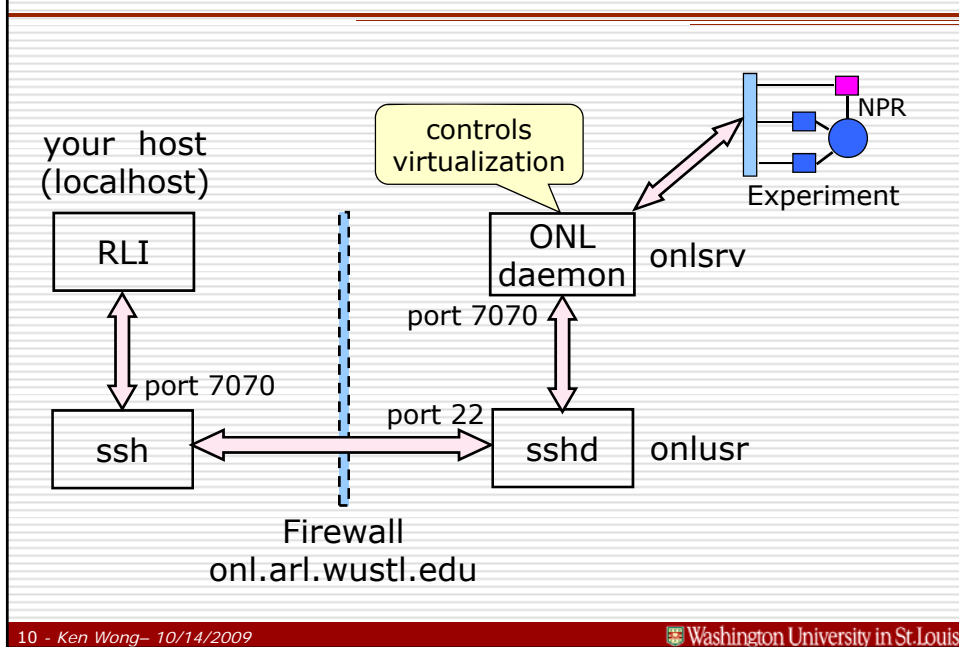 your host
(localhost)
RLI
port 7070
ssh
controls
virtualization
ONL
daemon
onlsrv
port 7070
port 22
sshd
onlusr
NPR
Experiment
Firewall
onl.arl.wustl.edu
10 - Ken Wong– 10/14/2009
Washington University in St.Louis